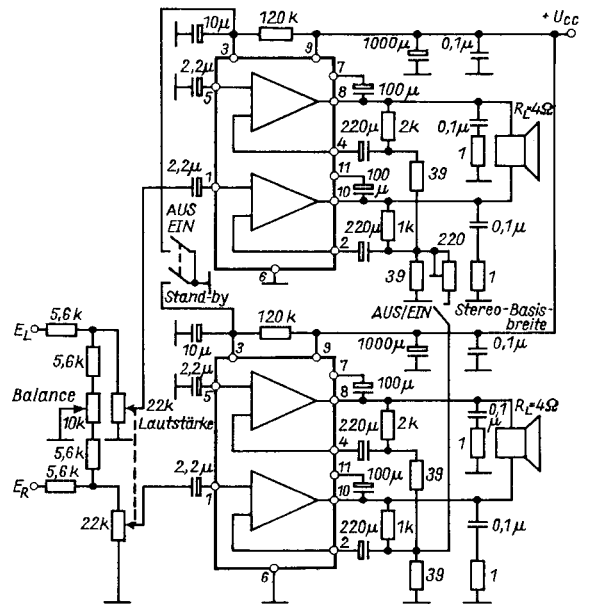 10µ
120k
+ UCC
1000µ
0,1µ
3
9
2,2µ
7
100µ
5
8
220µ
2k
0,1µ
RL=4Ω
4
1
2,2µ
11
100
µ
39
1
10
AUS
EIN
220µ
1k
0,1µ
2
220
Stand-by
6
39
1
AUS/EIN
Stereo-Basis-
breite
10µ
120k
1000µ
0,1µ
3
9
EL
5,6k
5,6k
2,2µ
7
100µ
5
8
Balance
10k
22k
Lautstärke
220µ
2k
0,1
µ
RL=4Ω
4
1
5,6k
2,2µ
11
100µ
39
ER
5,6k
1
10
22k
220µ
1k
0,1µ
2
6
39
1